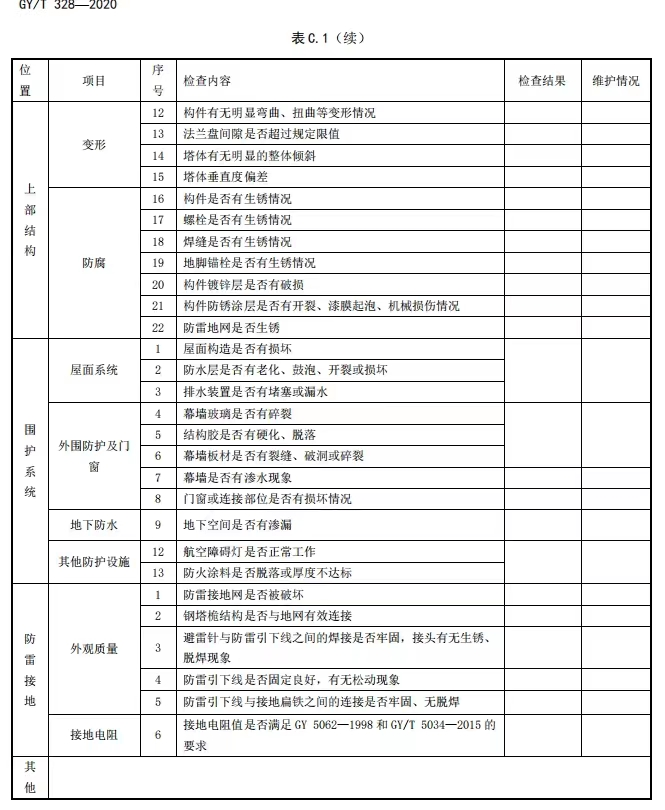 GY/T 328—2020
表 C.1（续）
位置 项目 序号 检查内容 检查结果 维护情况
上部结构
变形
12 构件有无明显弯曲、扭曲等变形情况
13 法兰盘间隙是否超过规定限值
14 塔体有无明显的整体倾斜
15 塔体垂直度偏差
防腐
16 构件是否有生锈情况
17 螺栓是否有生锈情况
18 焊缝是否有生锈情况
19 地脚锚栓是否有生锈情况
20 构件镀锌层是否有破损
21 构件防锈涂层是否有开裂、漆膜起泡、机械损伤情况
22 防雷地网是否生锈
围护系统
屋面系统
1 屋面构造是否有损坏
2 防水层是否有老化、鼓泡、开裂或损坏
3 排水装置是否有堵塞或漏水
外围防护及门窗
4 幕墙玻璃是否有碎裂
5 结构胶是否有硬化、脱落
6 幕墙板材是否有裂缝、破洞或碎裂
7 幕墙是否有渗水现象
8 门窗或连接部位是否有损坏情况
地下防水
9 地下空间是否有渗漏
其他防护设施
12 航空障碍灯是否正常工作
13 防火涂料是否脱落或厚度不达标
防雷接地
外观质量
1 防雷接地网是否被破坏
2 钢塔桅结构是否与地网有效连接
3 避雷针与防雷引下线之间的焊接是否牢固，接头有无生锈、
脱焊现象
4 防雷引下线是否固定良好，有无松动现象
5 防雷引下线与接地扁铁之间的连接是否牢固、无脱焊
接地电阻
6 接地电阻值是否满足 GY 5062—1998 和 GY/T 5034—2015 的
要求
其他